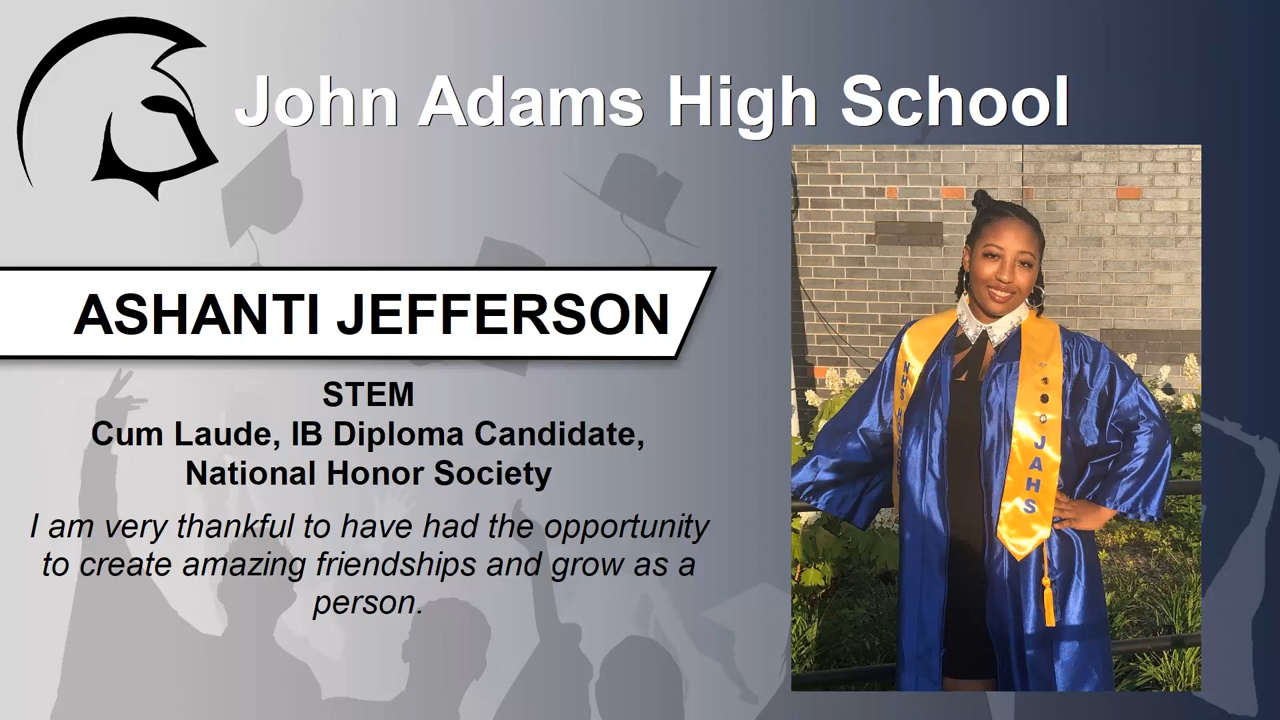 John Adams High School
ASHANTI JEFFERSON
STEM
Cum Laude, IB Diploma Candidate,
National Honor Society
I am very thankful to have had the opportunity
to create amazing friendships and grow as a
person.
JAHS